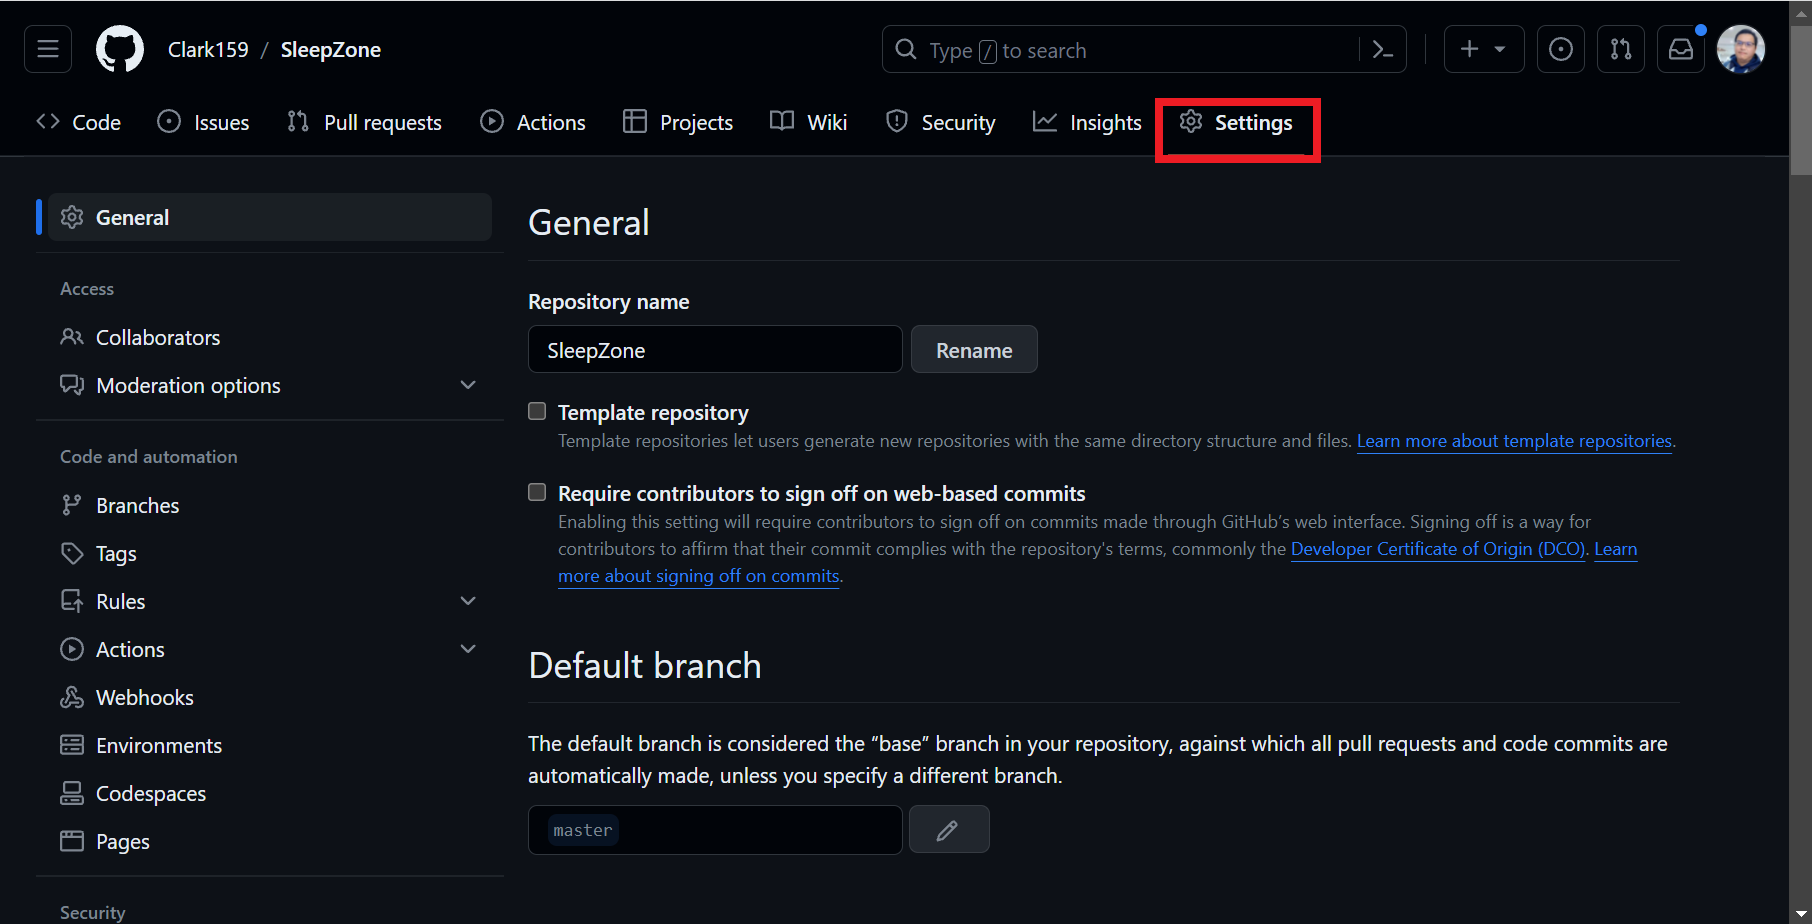 Clark159 / SleepZone
Type / to search
Code
Issues
Pull requests
Actions
Projects
Wiki
Security
Insights
Settings
General
Access
Collaborators
Moderation options
Code and automation
Branches
Tags
Rules
Actions
Webhooks
Environments
Codespaces
Pages
Security
General
Repository name
SleepZone
Rename
Template repository
Template repositories let users generate new repositories with the same directory structure and files. Learn more about template repositories.
Require contributors to sign off on web-based commits
Enabling this setting will require contributors to sign off on commits made through GitHub’s web interface. Signing off is a way for
contributors to affirm that their commit complies with the repository's terms, commonly the Developer Certificate of Origin (DCO). Learn
more about signing off on commits.
Default branch
The default branch is considered the “base” branch in your repository, against which all pull requests and code commits are
automatically made, unless you specify a different branch.
master